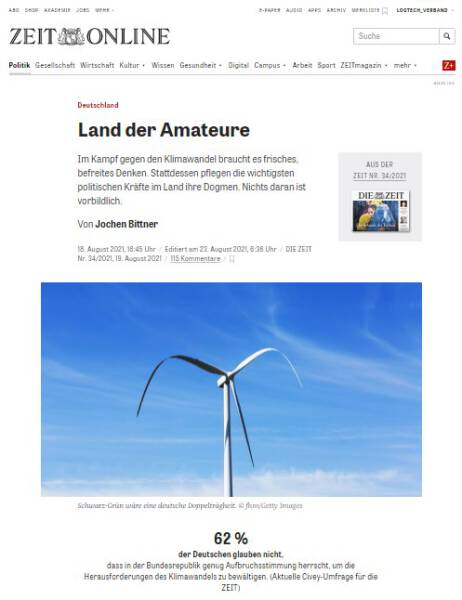 ABO SHOP AKADEMIE JOBS MEHR
E-PAPER AUDIO APPS ARCHIV MERKLISTE LOGTECH_VERBAND
ZEIT ONLINE
Suche
Politik Gesellschaft Wirtschaft Kultur Wissen Gesundheit Digital Campus Arbeit Sport ZEITmagazin mehr Z+
ANZEIGE
Deutschland
Land der Amateure
Im Kampf gegen den Klimawandel braucht es frisches,
befreites Denken. Stattdessen pflegen die wichtigsten
politischen Kräfte im Land ihre Dogmen. Nichts daran ist
vorbildlich.
Von Jochen Bittner
AUS DER
ZEIT NR. 34/2021
DIE ZEIT
18. August 2021, 16:45 Uhr / Editiert am 23. August 2021, 6:36 Uhr / DIE ZEIT
Nr. 34/2021, 19. August 2021 / 115 Kommentare /
Schwarz-Grün wäre eine deutsche Doppelträgheit. © fhm/Getty Images
62 %
der Deutschen glauben nicht,
dass in der Bundesrepublik genug Aufbruchsstimmung herrscht, um die
Herausforderungen des Klimawandels zu bewältigen. (Aktuelle Civey-Umfrage für die
ZEIT)